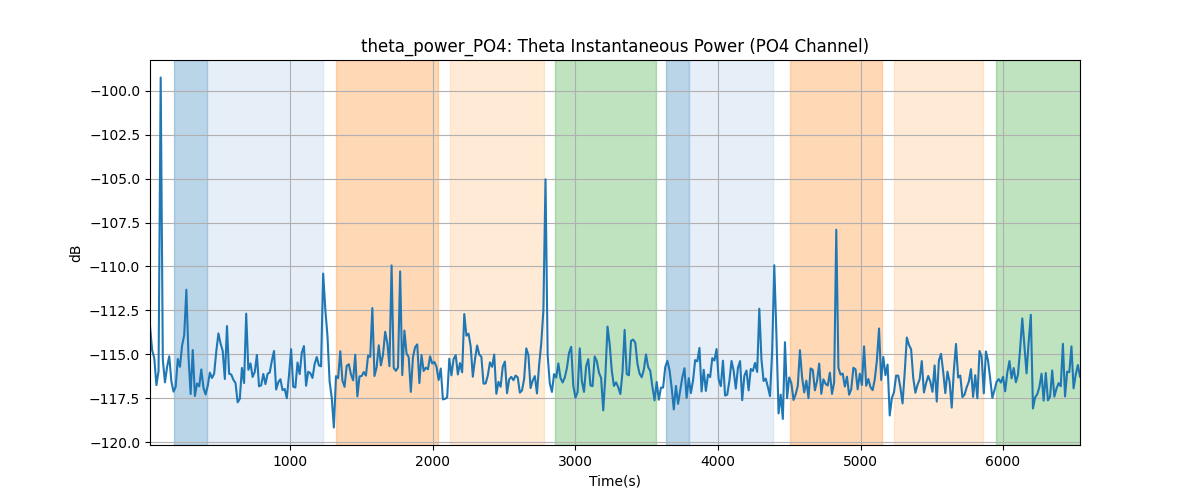 theta_power_PO4: Theta Instantaneous Power (PO4 Channel)
−100.0
−102.5
−105.0
−107.5
−110.0
−112.5
−115.0
−117.5
−120.0
dB
1000 2000 3000 4000 5000 6000
Time(s)